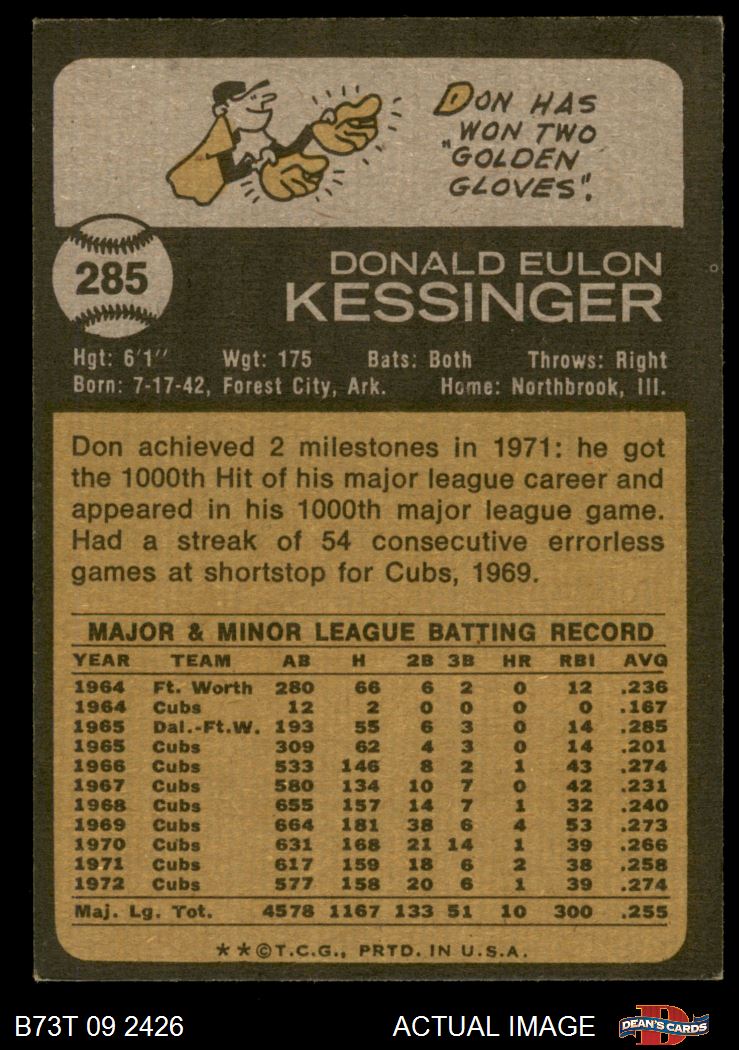 DON HAS
WON TWO
"GOLDEN
GLOVES".
285
DONALD EULON
KESSINGER
Hgt: 6'1" Wgt: 175 Bats: Both Throws: Right
Born: 7-17-42, Forest City, Ark. Home: Northbrook, Ill.
Don achieved 2 milestones in 1971: he got
the 1000th Hit of his major league career and
appeared in his 1000th major league game.
Had a streak of 54 consecutive errorless
games at shortstop for Cubs, 1969.
MAJOR & MINOR LEAGUE BATTING RECORD
YEAR TEAM AB H 2B 3B HR RBI AVG
1964 Ft. Worth 280 66 6 2 0 12 .236
1964 Cubs 12 2 0 0 0 0 .167
1965 Dal.-Ft.W. 193 55 6 3 0 14 .285
1965 Cubs 309 62 4 3 0 14 .201
1966 Cubs 533 146 8 2 1 43 .274
1967 Cubs 580 134 10 7 0 42 .231
1968 Cubs 655 157 14 7 1 32 .240
1969 Cubs 664 181 38 6 4 53 .273
1970 Cubs 631 168 21 14 1 39 .266
1971 Cubs 617 159 18 6 2 38 .258
1972 Cubs 577 158 20 6 1 39 .274
Maj. Lg. Tot. 4578 1167 133 51 10 300 .255
**©T.C.G., PRTD. IN U.S.A.
B73T 09 2426 ACTUAL IMAGE D DEAN'S CARDS